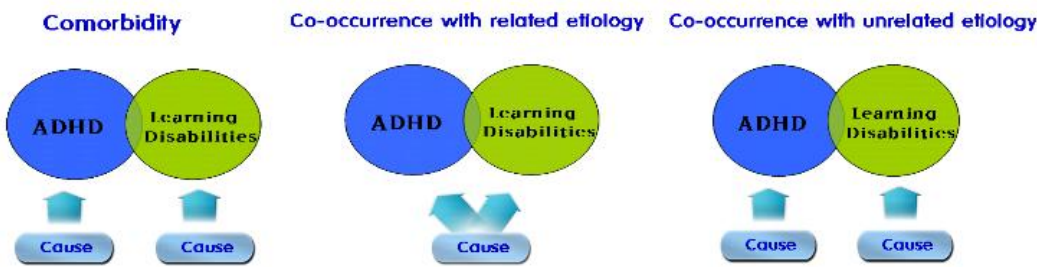 Comorbidity
Co-occurrence with related etiology
Co-occurrence with unrelated etiology
ADHD
Learning
Disabilities
ADHD
Learning
Disabilities
ADHD
Learning
Disabilities
Cause
Cause
Cause
Cause
Cause